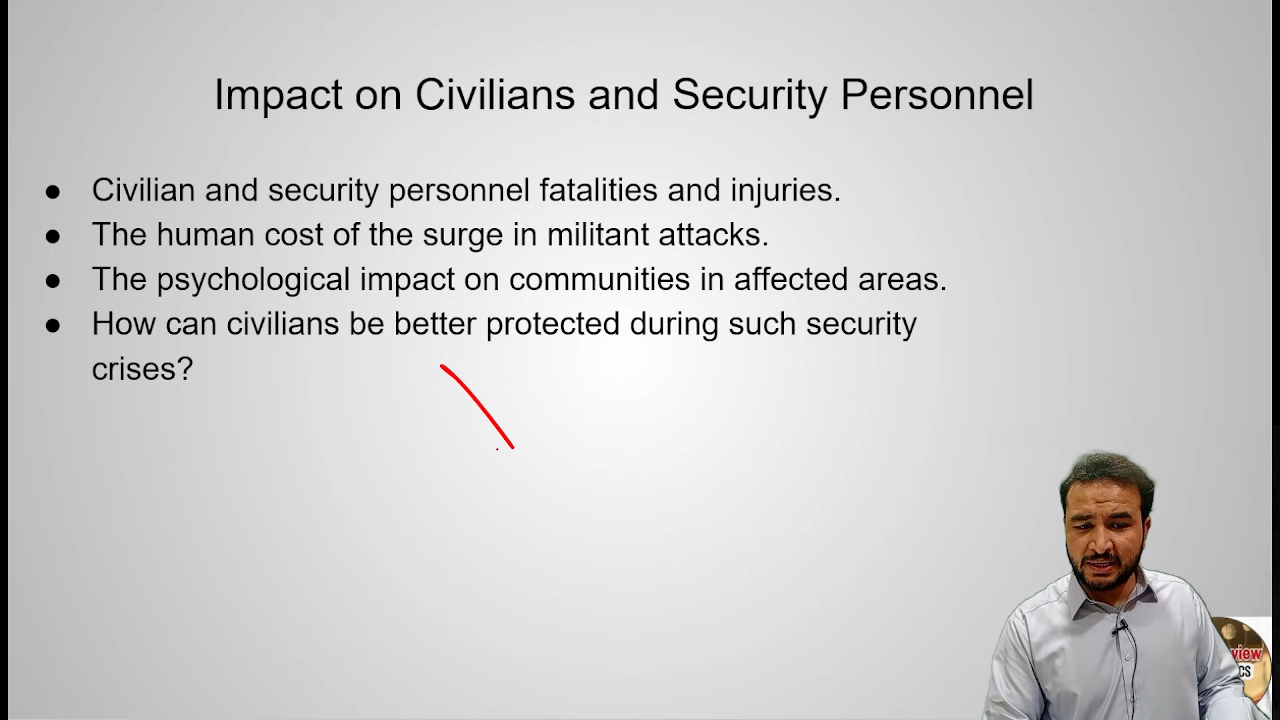 Impact on Civilians and Security Personnel
● Civilian and security personnel fatalities and injuries.
● The human cost of the surge in militant attacks.
● The psychological impact on communities in affected areas.
● How can civilians be better protected during such security
crises?